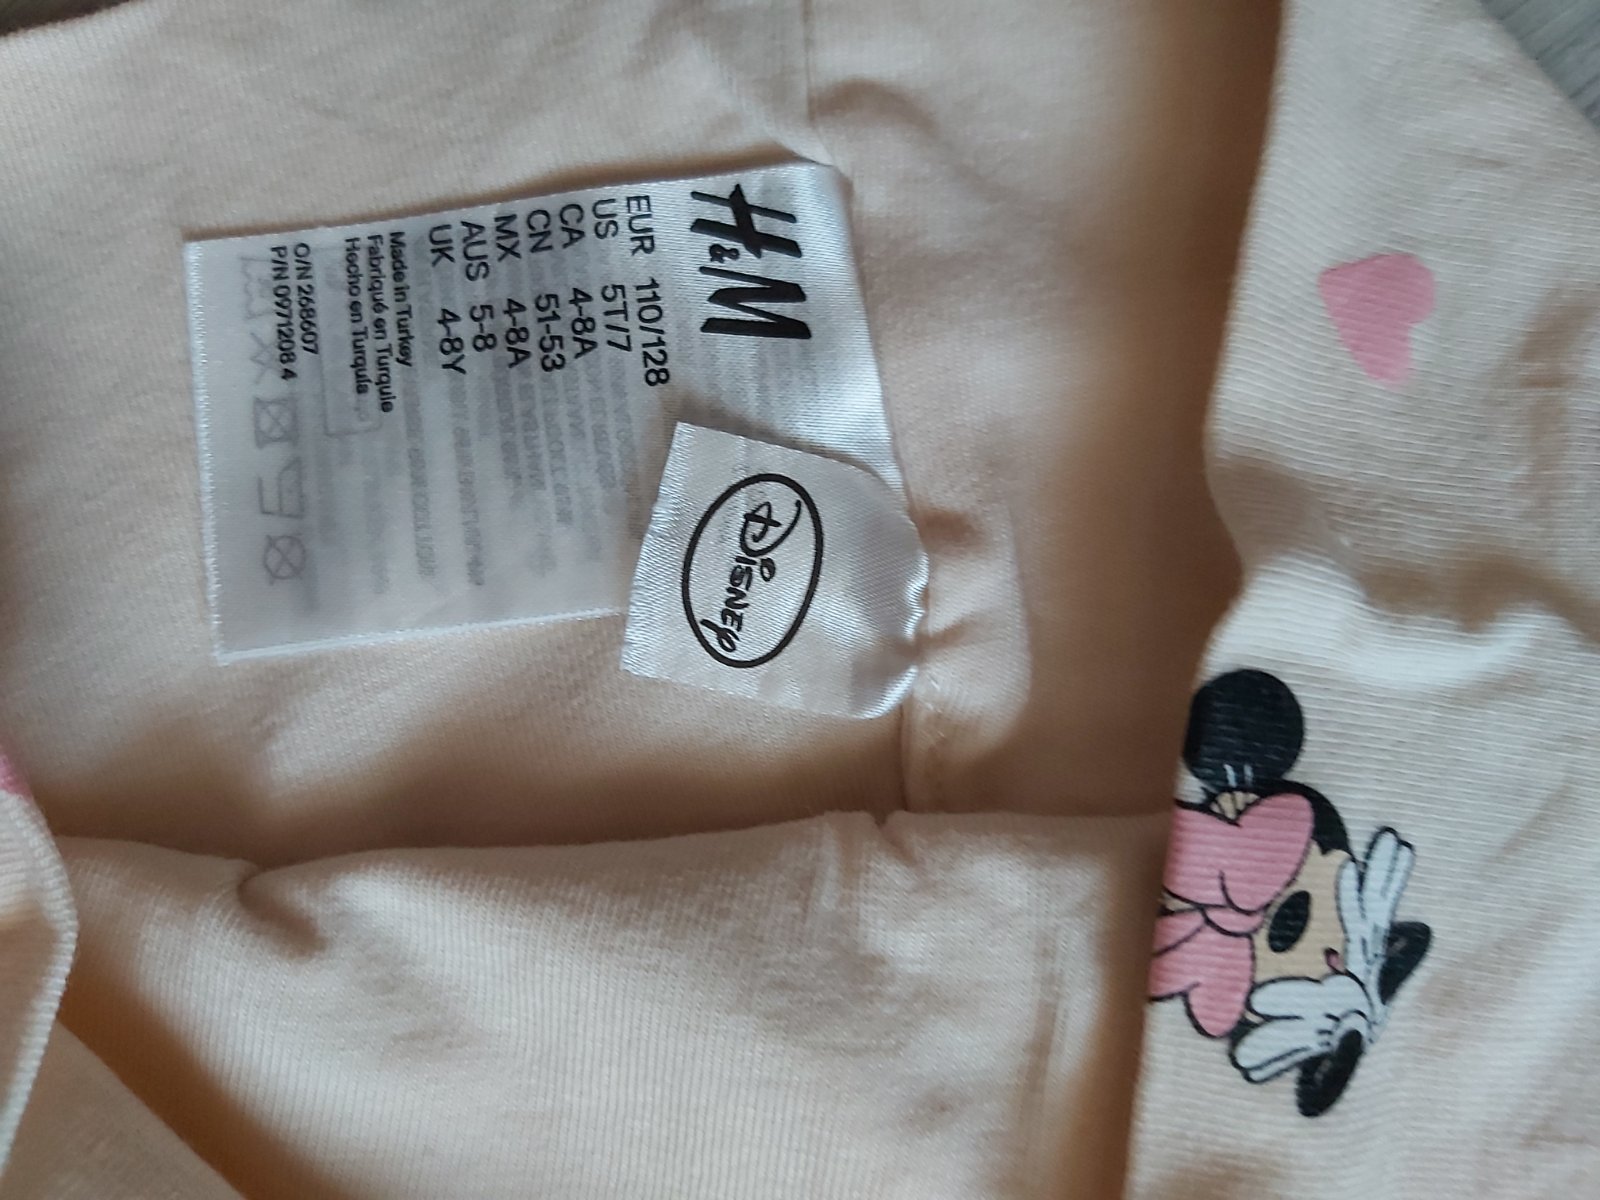 H&M
EUR 110/128
US 5T/7
CA 4-8A
CN 51-53
MX 4-8A
AUS 5-8
UK 4-8Y
Made in Turkey
Fabriqué en Turquie
Hecho en Turquía
O/N 268607
P/N 0971208 4
Disney